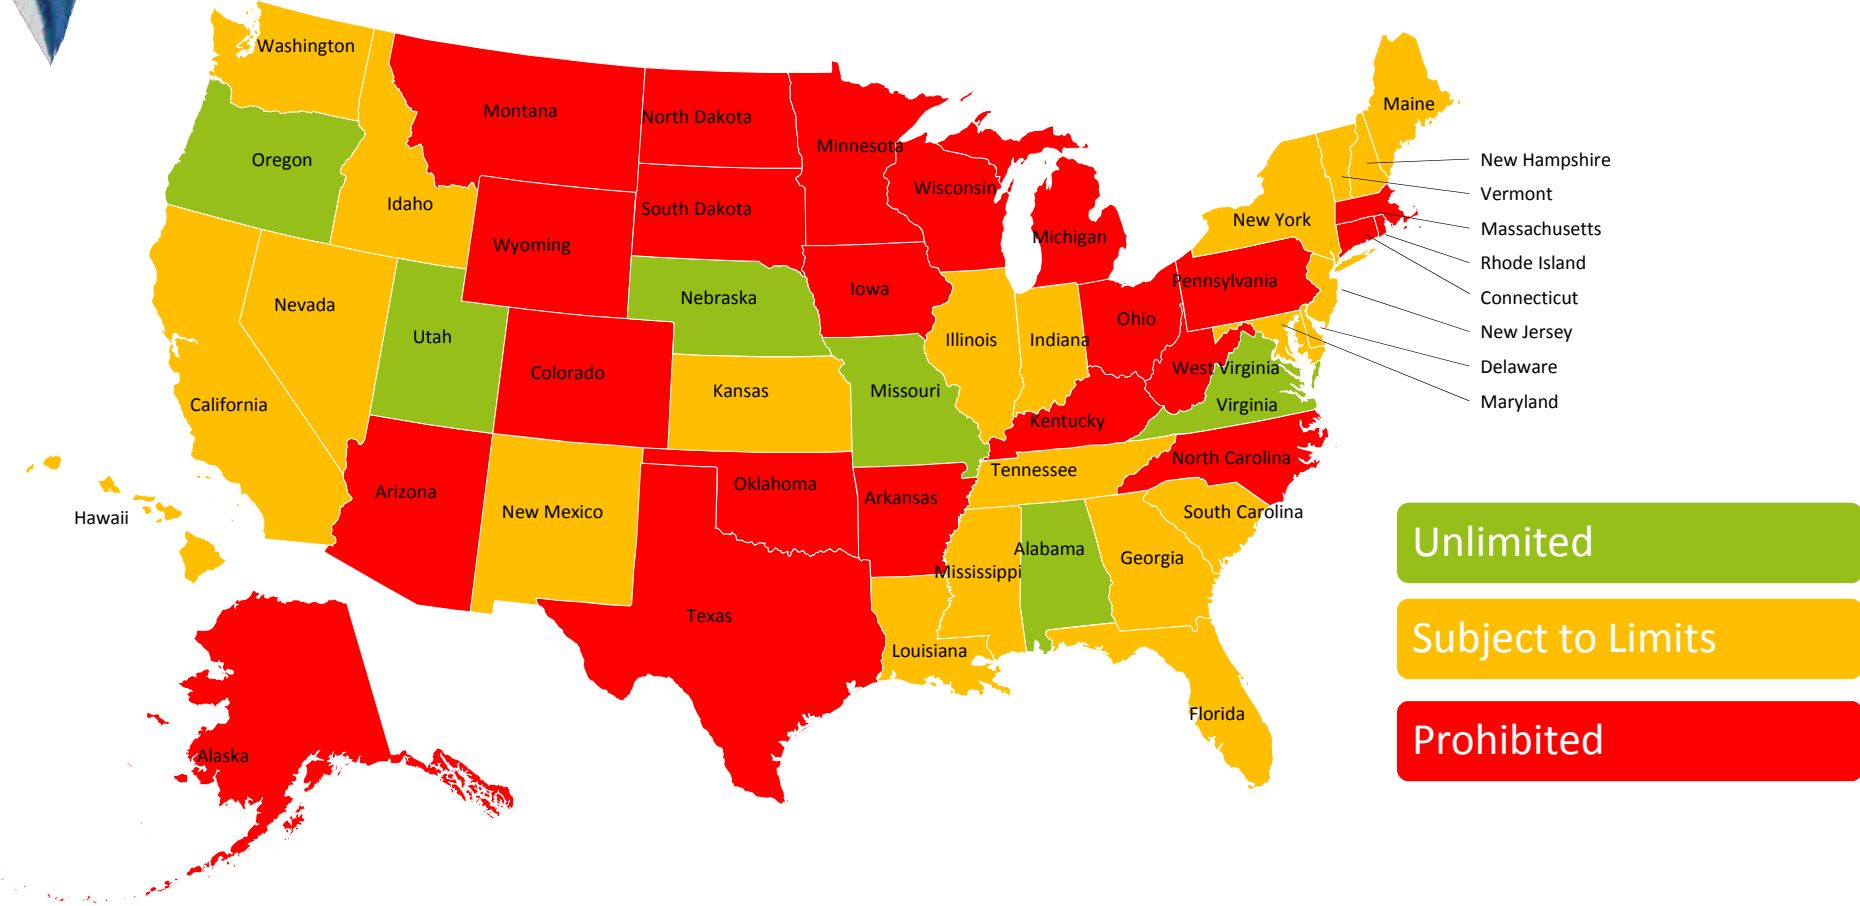 Washington
Montana
North Dakota
Minnesota
Maine
Oregon
Idaho
Wyoming
South Dakota
Wisconsin
Michigan
New York
New Hampshire
Vermont
Massachusetts
Rhode Island
Connecticut
New Jersey
Delaware
Maryland
Nevada
Utah
Nebraska
Iowa
Pennsylvania
Ohio
Illinois
Indiana
West Virginia
Virginia
California
Colorado
Kansas
Missouri
Kentucky
North Carolina
Tennessee
Hawaii
Arizona
New Mexico
Oklahoma
Arkansas
South Carolina
Mississippi
Alabama
Georgia
Texas
Louisiana
Florida
Alaska
Unlimited
Subject to Limits
Prohibited